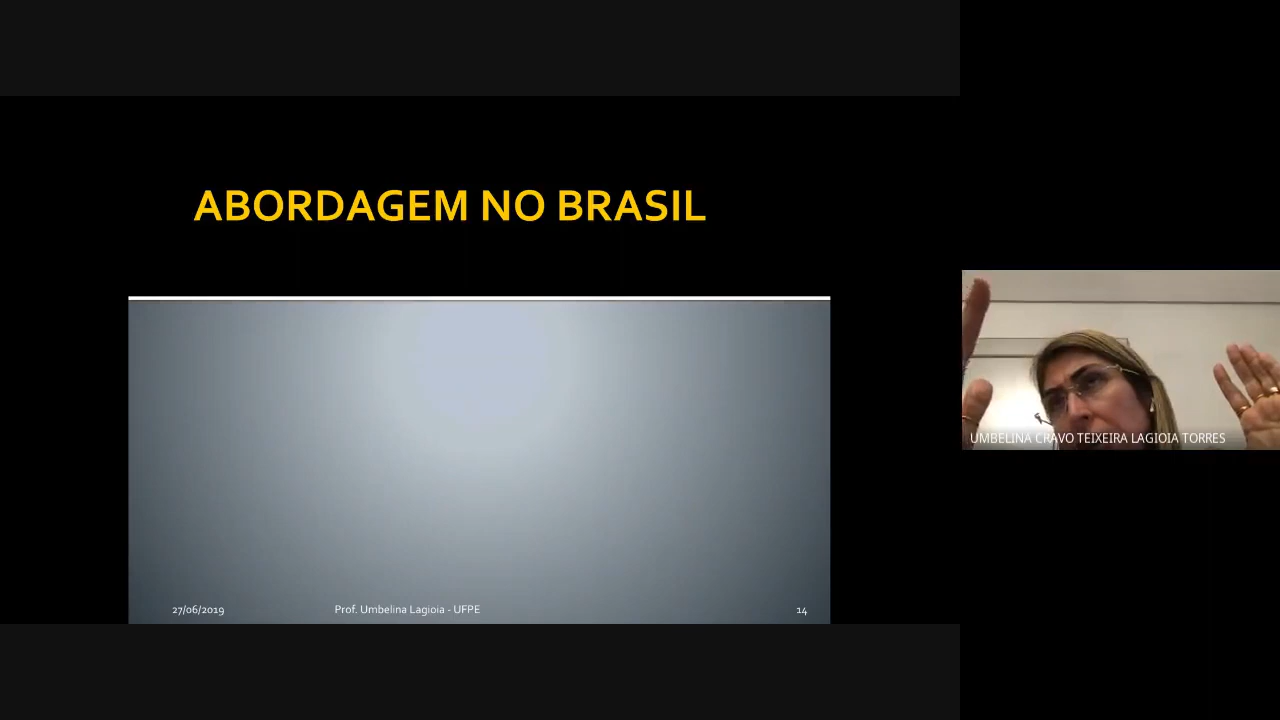 ABORDAGEM NO BRASIL
UMBELINA CRAVO TEIXEIRA LAGIOIA TORRES
27/06/2019
Prof. Umbelina Lagioia - UFPE
14